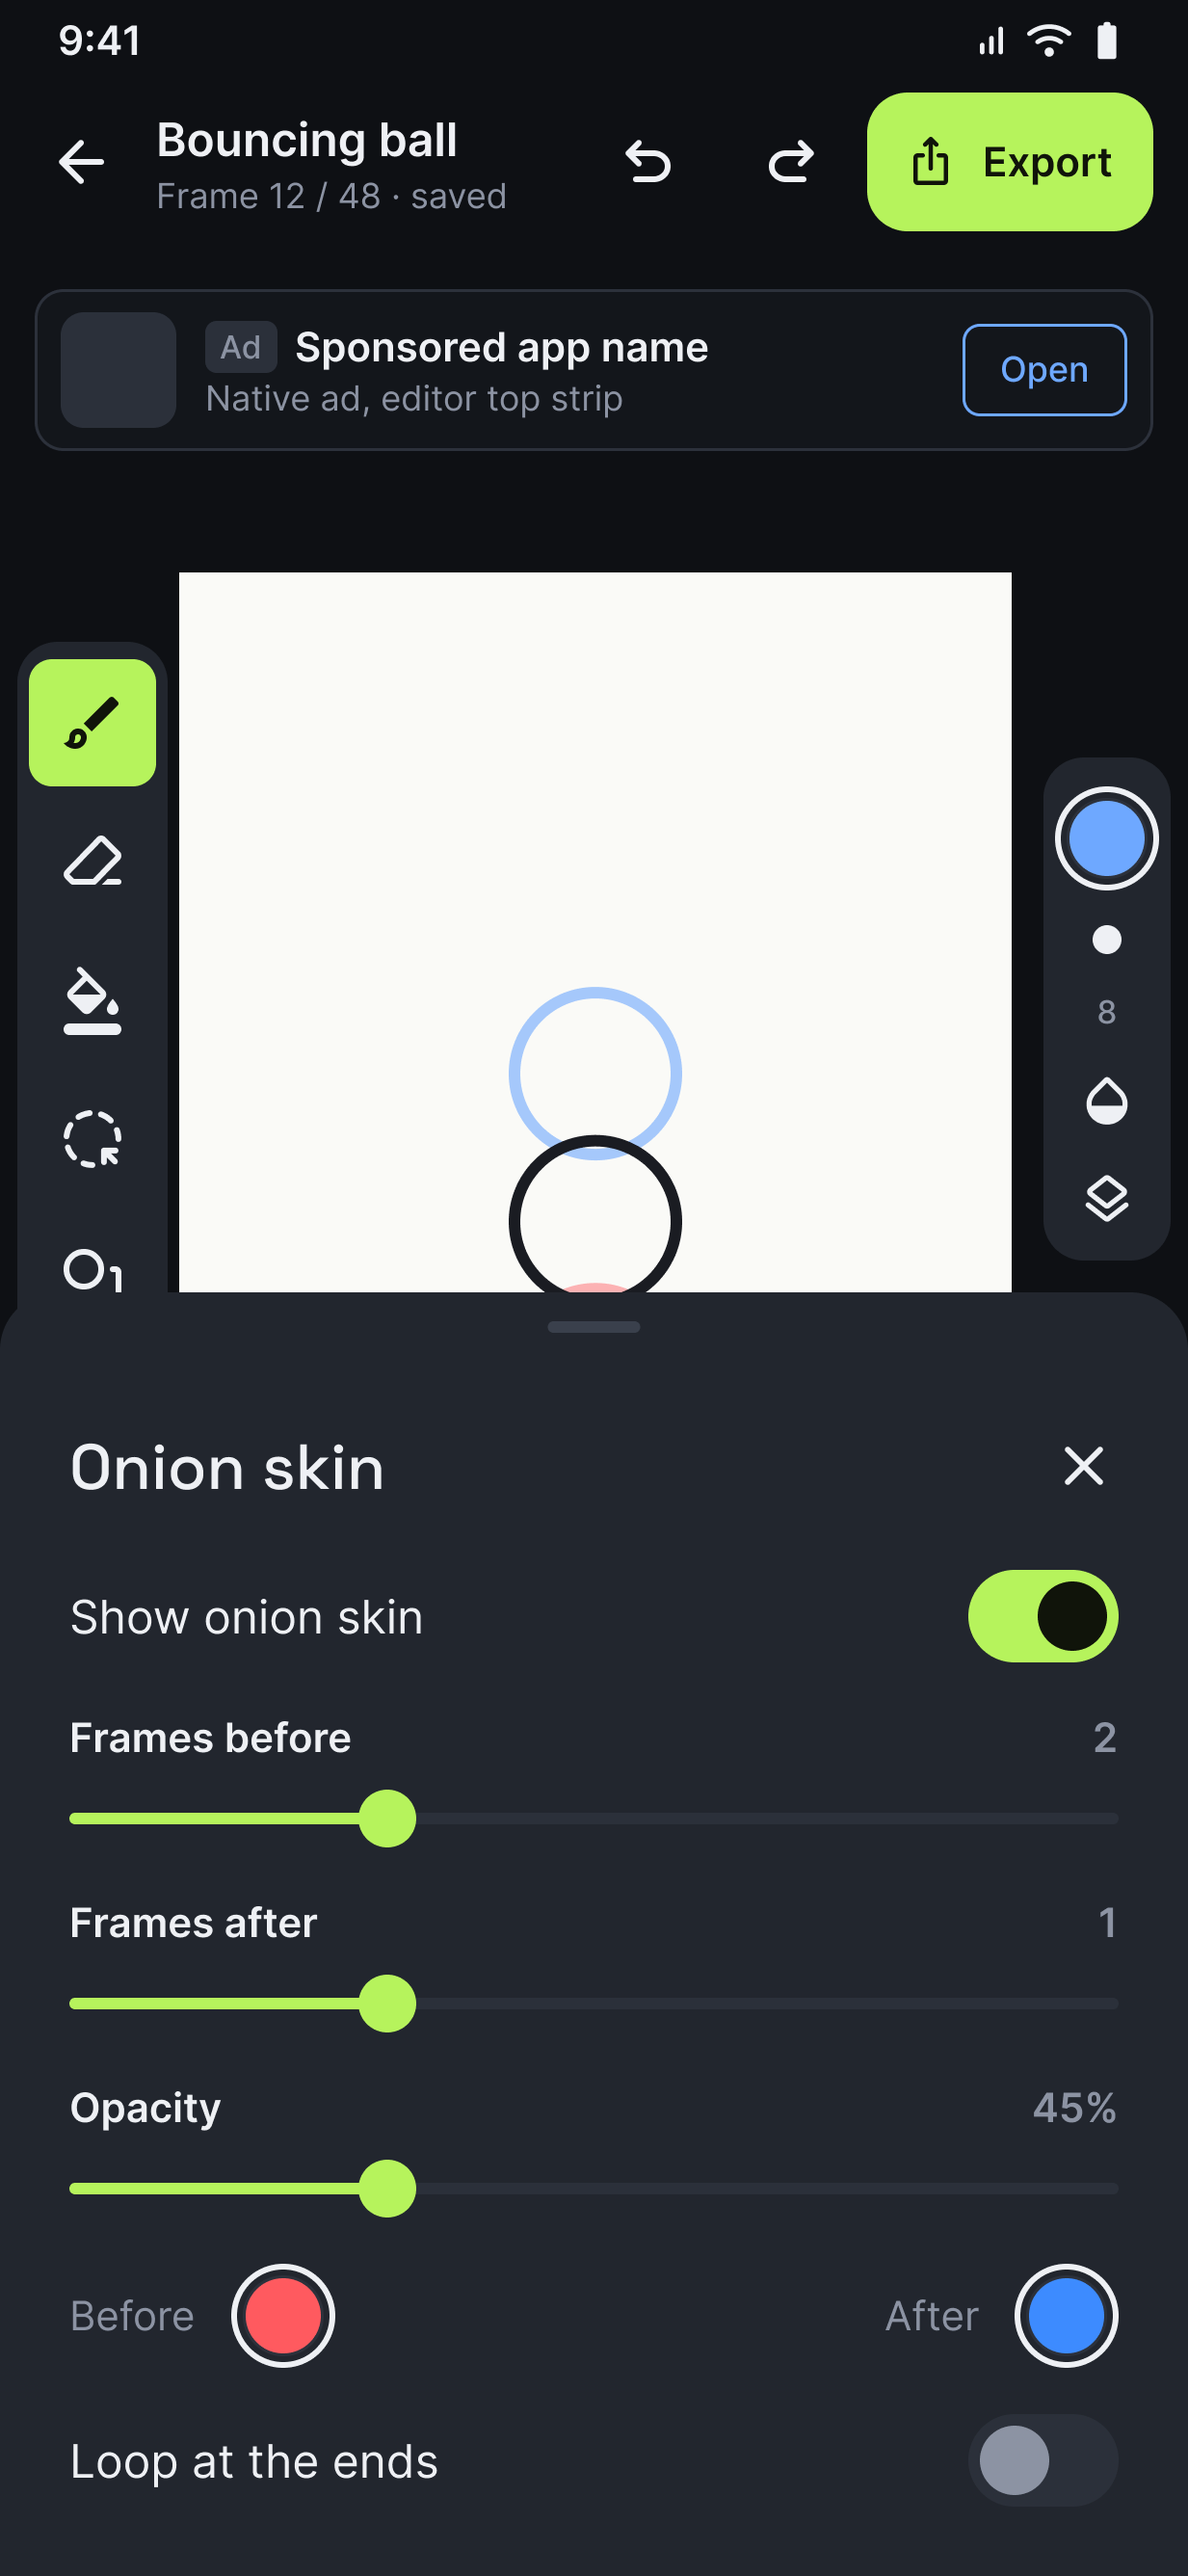 9:41
Bouncing ball
Frame 12 / 48 · saved
Export
Ad Sponsored app name
Native ad, editor top strip
Open
8
Onion skin
Show onion skin
Frames before 2
Frames after 1
Opacity 45%
Before After
Loop at the ends